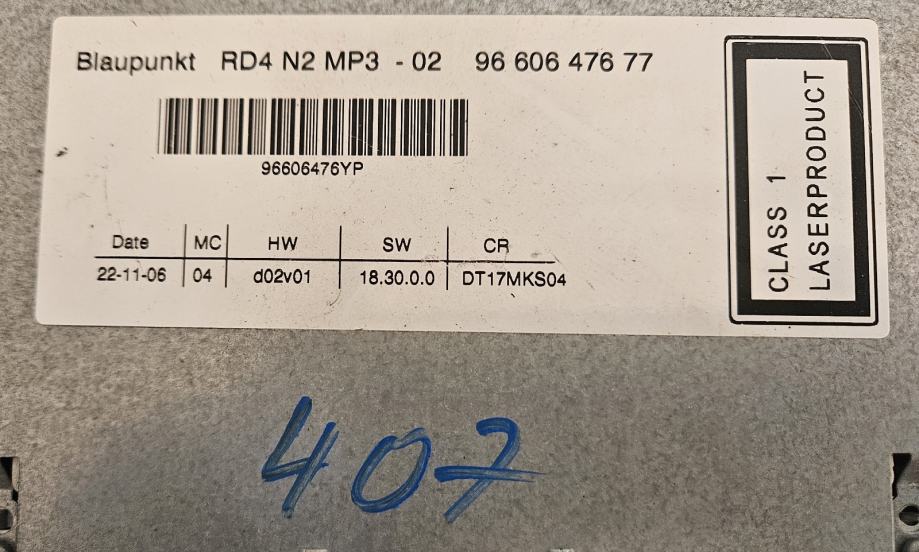 Blaupunkt RD4 N2 MP3 - 02 96 606 476 77
96606476YP
Date MC HW SW CR
22-11-06 04 d02v01 18.30.0.0 DT17MKS04
CLASS 1
LASERPRODUCT
407